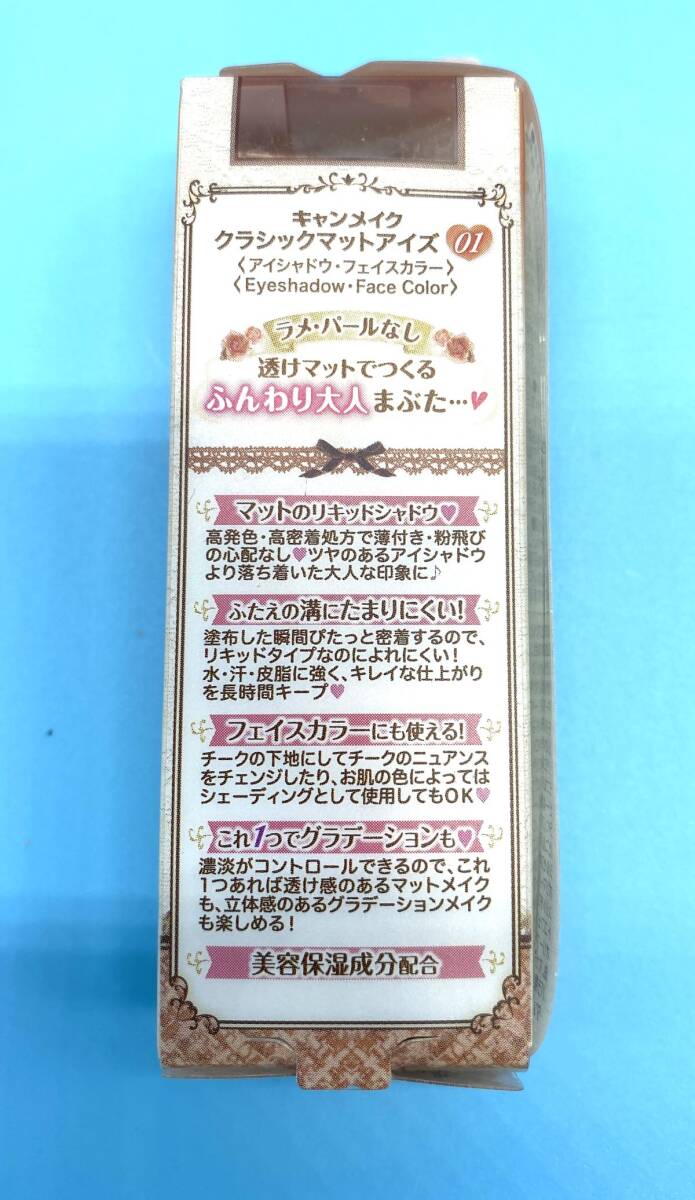 キャンメイク
クラシックマットアイズ 01
〈アイシャドウ・フェイスカラー〉
〈Eyeshadow・Face Color〉
ラメ・パールなし
透けマットでつくる
ふんわり大人まぶた…♥
マットのリキッドシャドウ♥
高発色・高密着処方で薄付き・粉飛び
の心配なし♥ツヤのあるアイシャドウ
より落ち着いた大人な印象に♪
ふたえの溝にたまりにくい!
塗布した瞬間ぴたっと密着するので、
リキッドタイプなのによれにくい!
水・汗・皮脂に強く、キレイな仕上がり
を長時間キープ♥
フェイスカラーにも使える!
チークの下地にしてチークのニュアンス
をチェンジしたり、お肌の色によっては
シェーディングとして使用してもOK♥
これ1つでグラデーションも♥
濃淡がコントロールできるので、これ
1つあれば透け感のあるマットメイク
も、立体感のあるグラデーションメイク
も楽しめる!
美容保湿成分配合